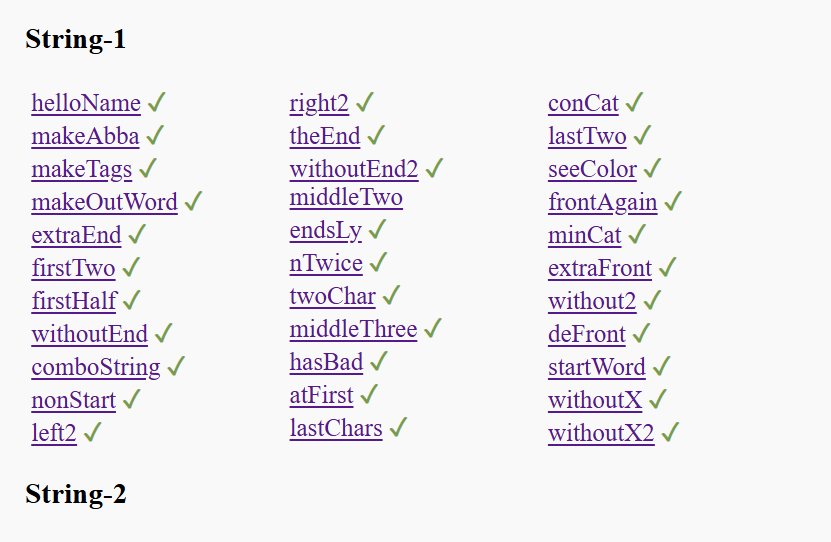 String-1
helloName ✓
makeAbba ✓
makeTags ✓
makeOutWord ✓
extraEnd ✓
firstTwo ✓
firstHalf ✓
withoutEnd ✓
comboString ✓
nonStart ✓
left2 ✓
right2 ✓
theEnd ✓
withoutEnd2 ✓
middleTwo
endsLy ✓
nTwice ✓
twoChar ✓
middleThree ✓
hasBad ✓
atFirst ✓
lastChars ✓
conCat ✓
lastTwo ✓
seeColor ✓
frontAgain ✓
minCat ✓
extraFront ✓
without2 ✓
deFront ✓
startWord ✓
withoutX ✓
withoutX2 ✓
String-2